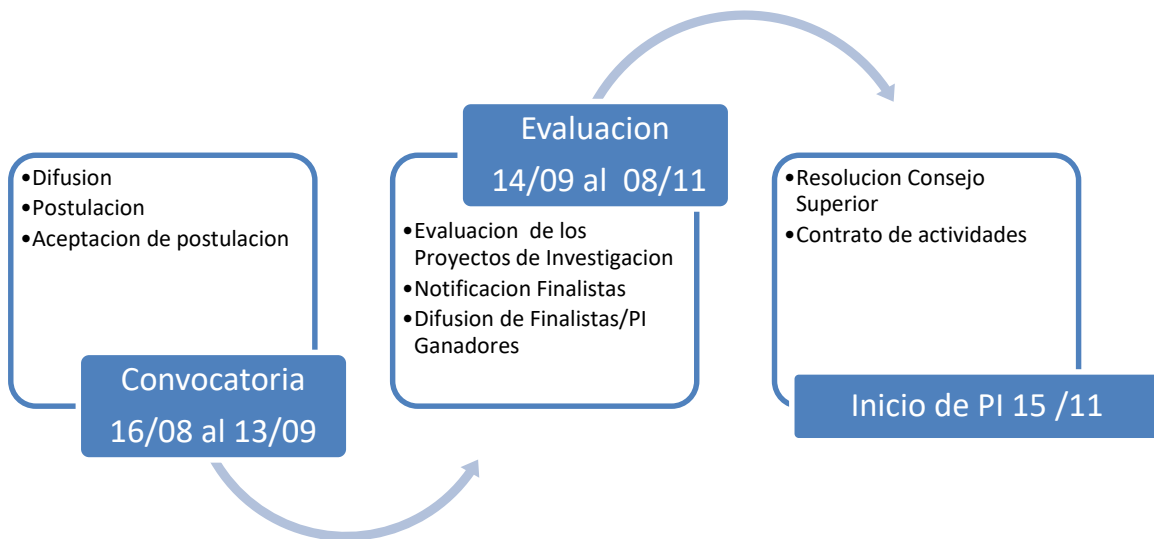 •Difusion
•Postulacion
•Aceptacion de postulacion
Convocatoria
16/08 al 13/09
Evaluacion
14/09 al 08/11
•Evaluacion de los
Proyectos de Investigacion
•Notificacion Finalistas
•Difusion de Finalistas/PI
Ganadores
•Resolucion Consejo
Superior
•Contrato de actividades
Inicio de PI 15 /11